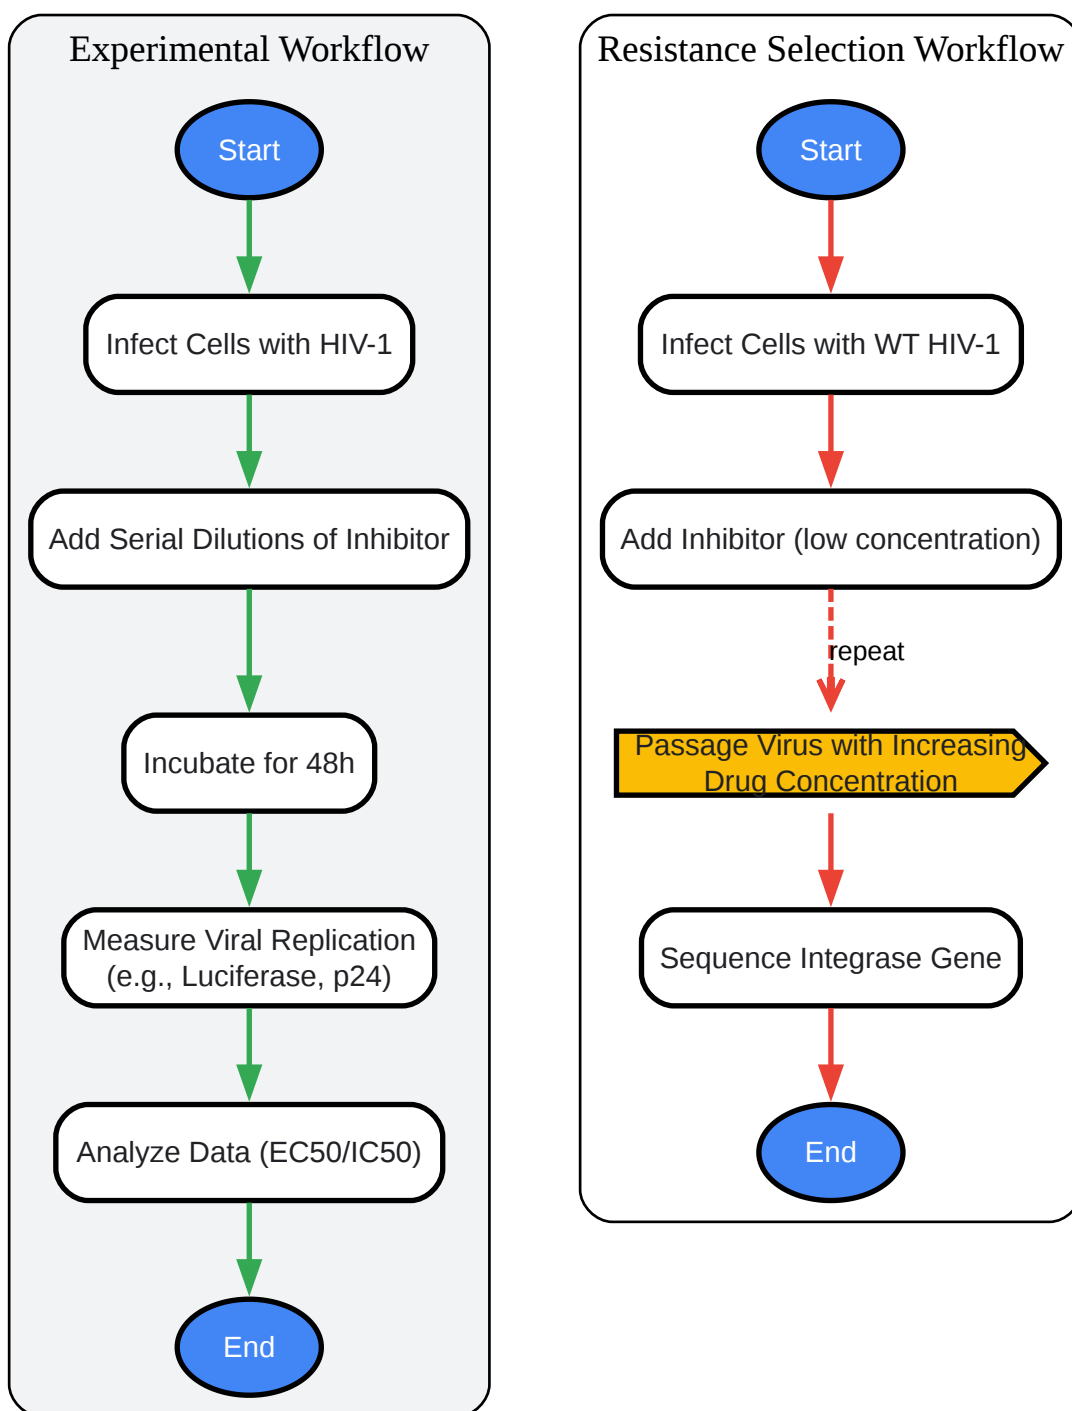 Experimental Workflow
Start
Infect Cells with HIV-1
Add Serial Dilutions of Inhibitor
Incubate for 48h
Measure Viral Replication
(e.g., Luciferase, p24)
Analyze Data (EC50/IC50)
End
Resistance Selection Workflow
Start
Infect Cells with WT HIV-1
Add Inhibitor (low concentration)
repeat
Passage Virus with Increasing
Drug Concentration
Sequence Integrase Gene
End